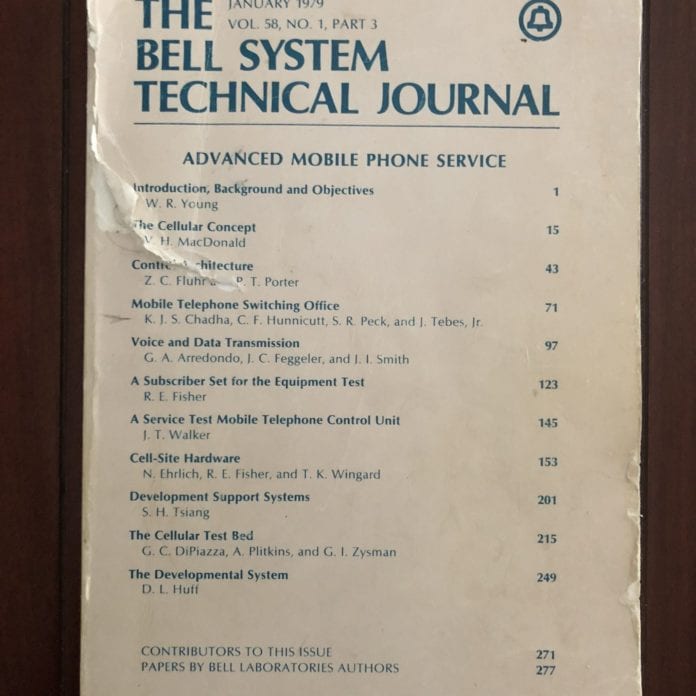 THE JANUARY 1979
VOL. 58, NO. 1, PART 3
BELL SYSTEM
TECHNICAL JOURNAL
ADVANCED MOBILE PHONE SERVICE
Introduction, Background and Objectives 1
W. R. Young
The Cellular Concept 15
V. H. MacDonald
Architecture 43
Z. C. Fluhr P. T. Porter
Mobile Telephone Switching Office 71
K. J. S. Chadha, C. F. Hunnicutt, S. R. Peck, and J. Tebes, Jr.
Voice and Data Transmission 97
G. A. Arredondo, J. C. Feggeler, and J. I. Smith
A Subscriber Set for the Equipment Test 123
R. E. Fisher
A Service Test Mobile Telephone Control Unit 145
J. T. Walker
Cell-Site Hardware 153
N. Ehrlich, R. E. Fisher, and T. K. Wingard
Development Support Systems 201
S. H. Tsiang
The Cellular Test Bed 215
G. C. DiPiazza, A. Plitkins, and G. I. Zysman
The Developmental System 249
D. L. Huff
CONTRIBUTORS TO THIS ISSUE 271
PAPERS BY BELL LABORATORIES AUTHORS 277